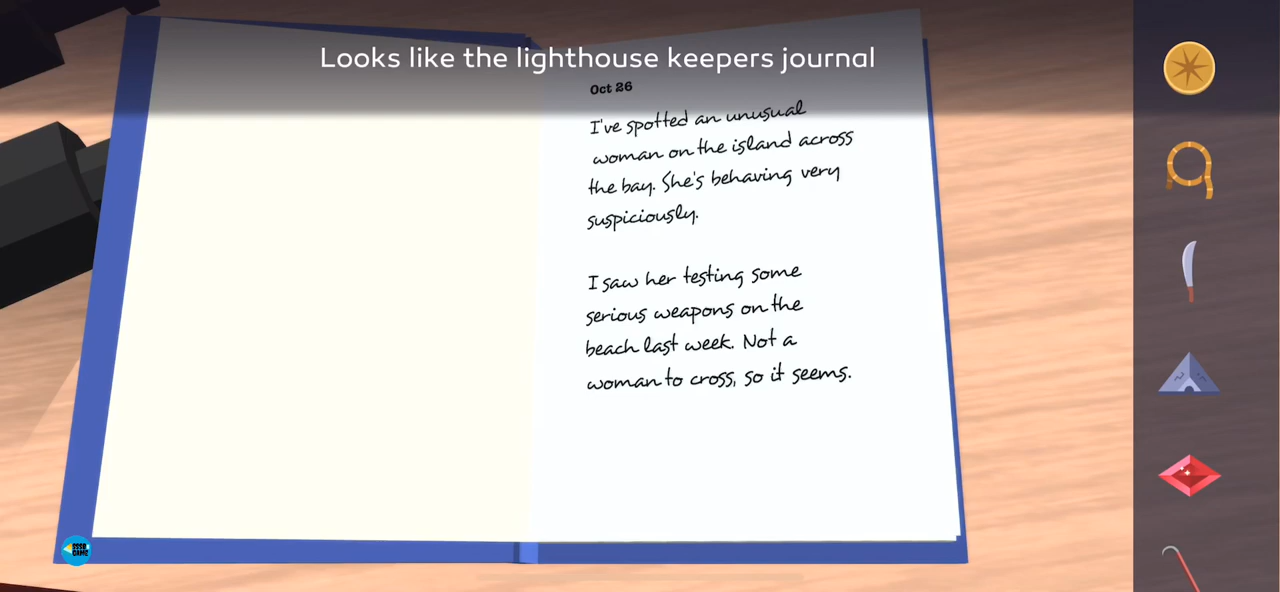 Looks like the lighthouse keepers journal
Oct 26
I've spotted an unusual
woman on the island across
the bay. She's behaving very
suspiciously.
I saw her testing some
serious weapons on the
beach last week. Not a
woman to cross, so it seems.
GAME